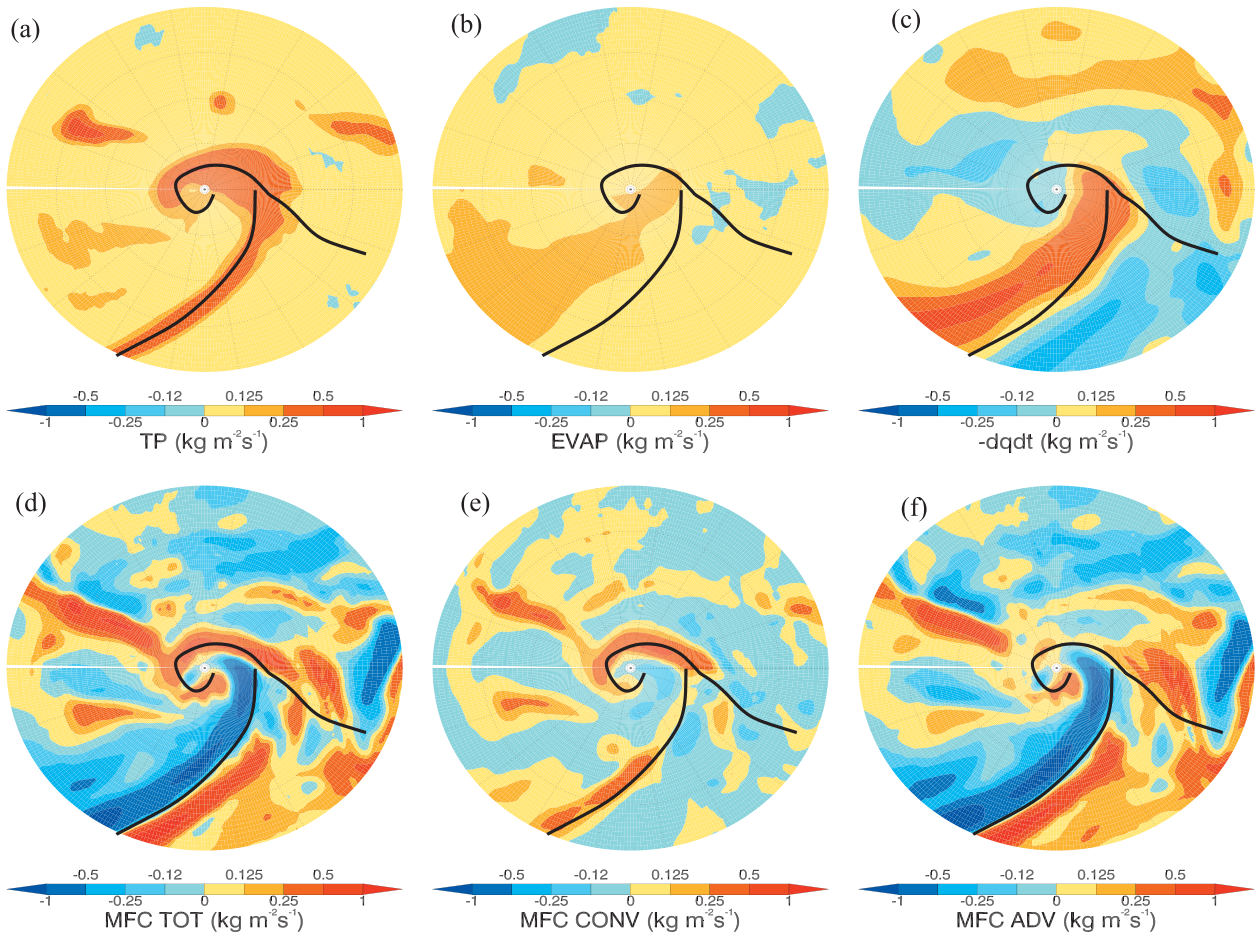 (a)
(b)
(c)
-0.5 -0.12 0.125 0.5
-1 -0.25 0 0.25 1
TP (kg m⁻²s⁻¹)
-0.5 -0.12 0.125 0.5
-1 -0.25 0 0.25 1
EVAP (kg m⁻²s⁻¹)
-0.5 -0.12 0.125 0.5
-1 -0.25 0 0.25 1
-dqdt (kg m⁻²s⁻¹)
(d)
(e)
(f)
-0.5 -0.12 0.125 0.5
-1 -0.25 0 0.25 1
MFC TOT (kg m⁻²s⁻¹)
-0.5 -0.12 0.125 0.5
-1 -0.25 0 0.25 1
MFC CONV (kg m⁻²s⁻¹)
-0.5 -0.12 0.125 0.5
-1 -0.25 0 0.25 1
MFC ADV (kg m⁻²s⁻¹)